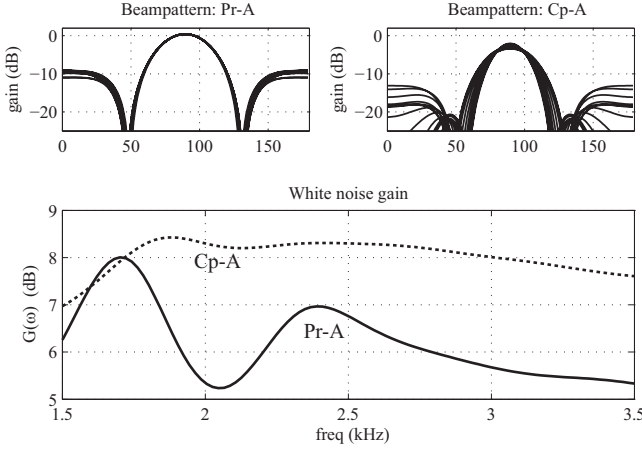 Beampattern: Pr-A
Beampattern: Cp-A
gain (dB)
0
−10
−20
0
50
100
150
gain (dB)
0
−10
−20
0
50
100
150
White noise gain
G(ω) (dB)
9
8
7
6
5
Cp-A
Pr-A
1.5
2
2.5
3
3.5
freq (kHz)